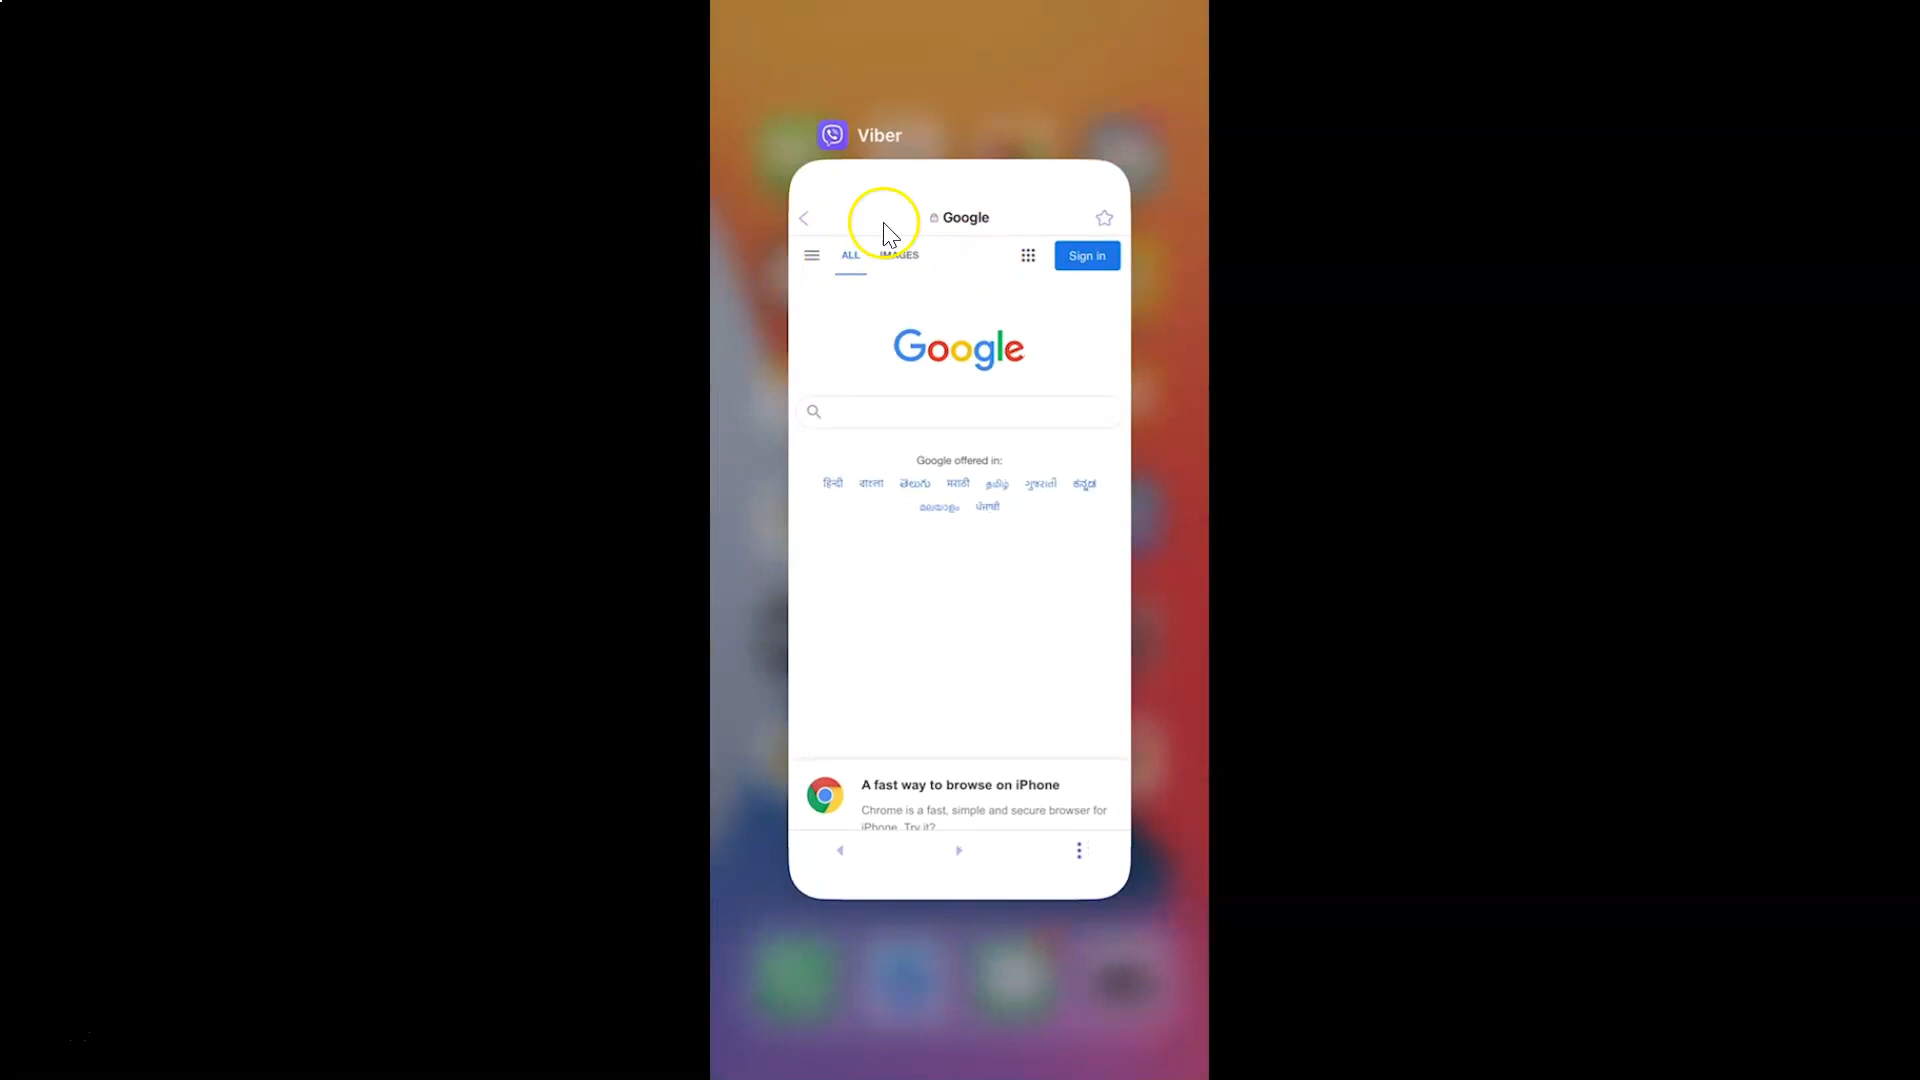 Viber
Google
ALL IMAGES Sign in
Google
Google offered in:
हिन्दी বাংলা తెలుగు मराठी தமிழ் ગુજરાતી ಕನ್ನಡ
മലയാളം ਪੰਜਾਬੀ
A fast way to browse on iPhone
Chrome is a fast, simple and secure browser for
iPhone. Try it?